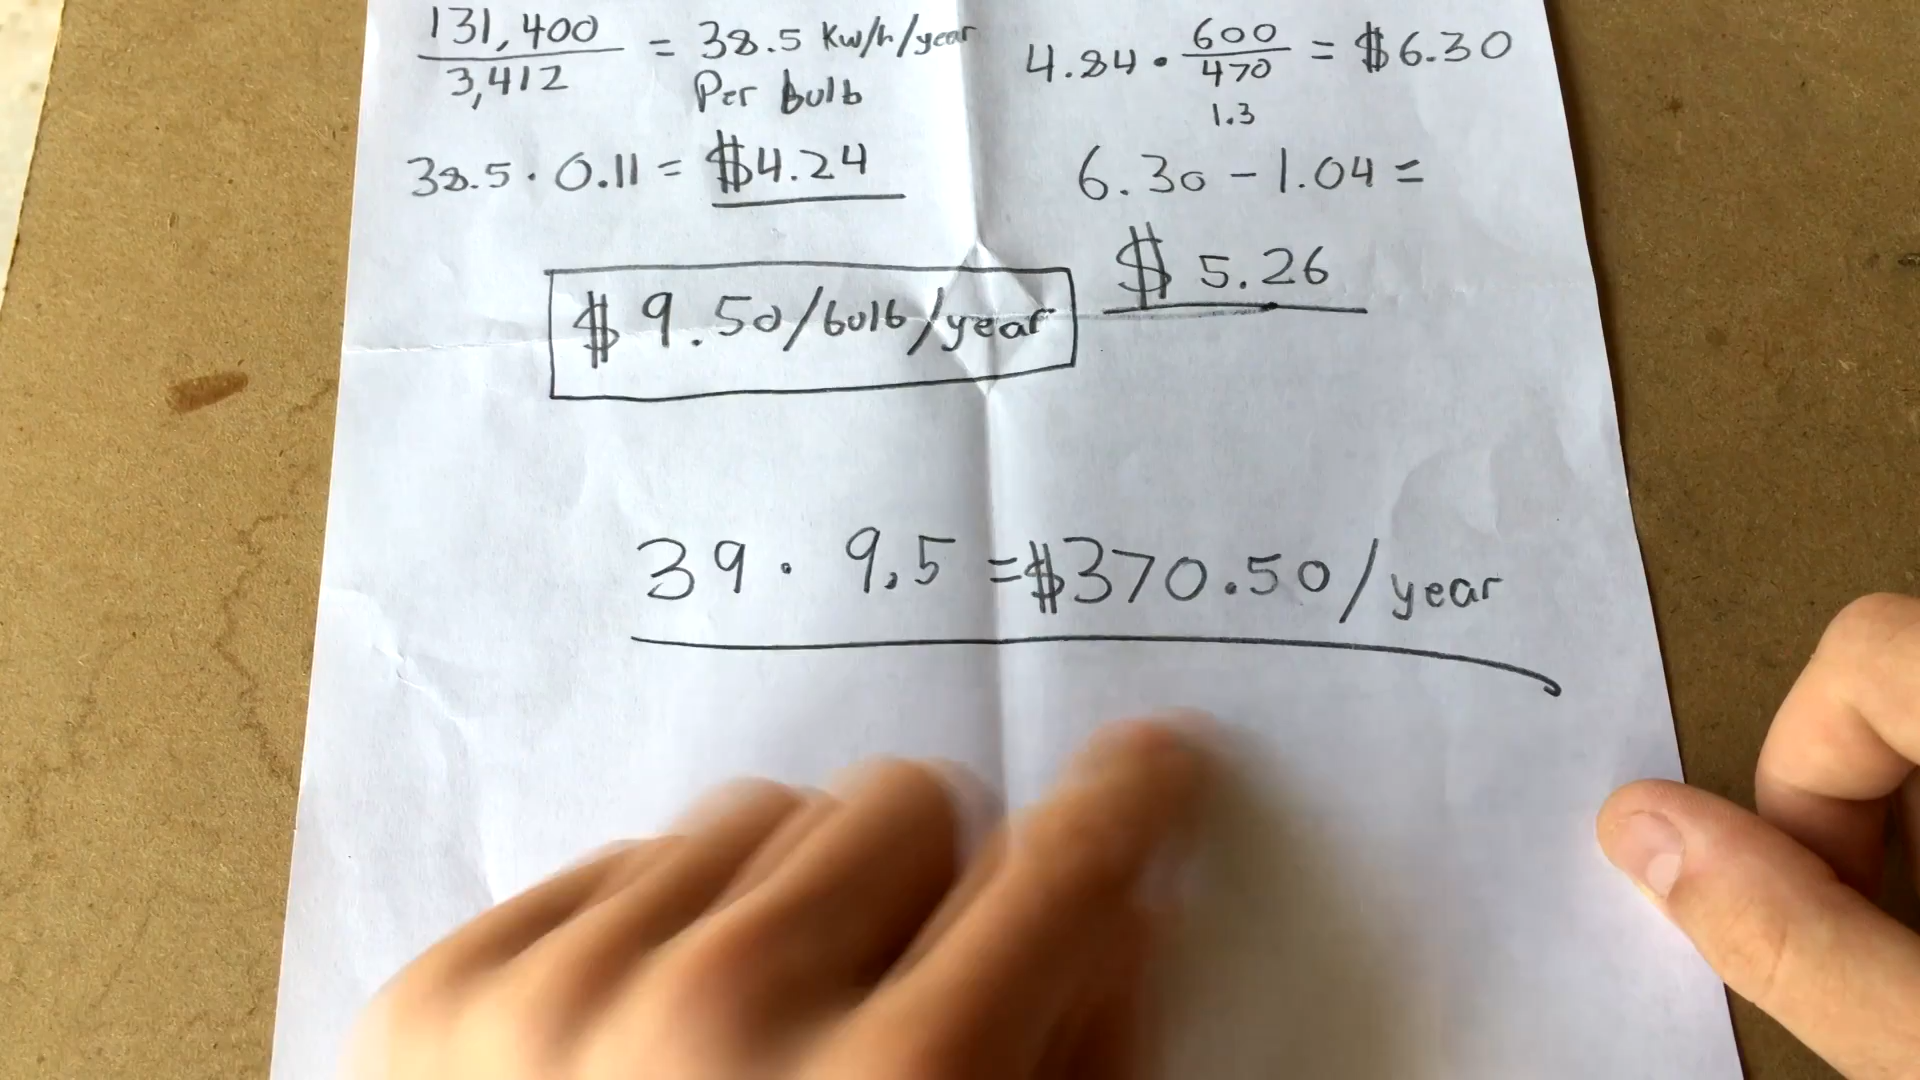 131,400 / 3,412 = 38.5 Kw/h/year
Per bulb
38.5 · 0.11 = $4.24
4.84 · 600 / 470 = $6.30
1.3
6.30 - 1.04 =
$ 5.26
$ 9.50/bulb/year
39 · 9.5 = $370.50/year